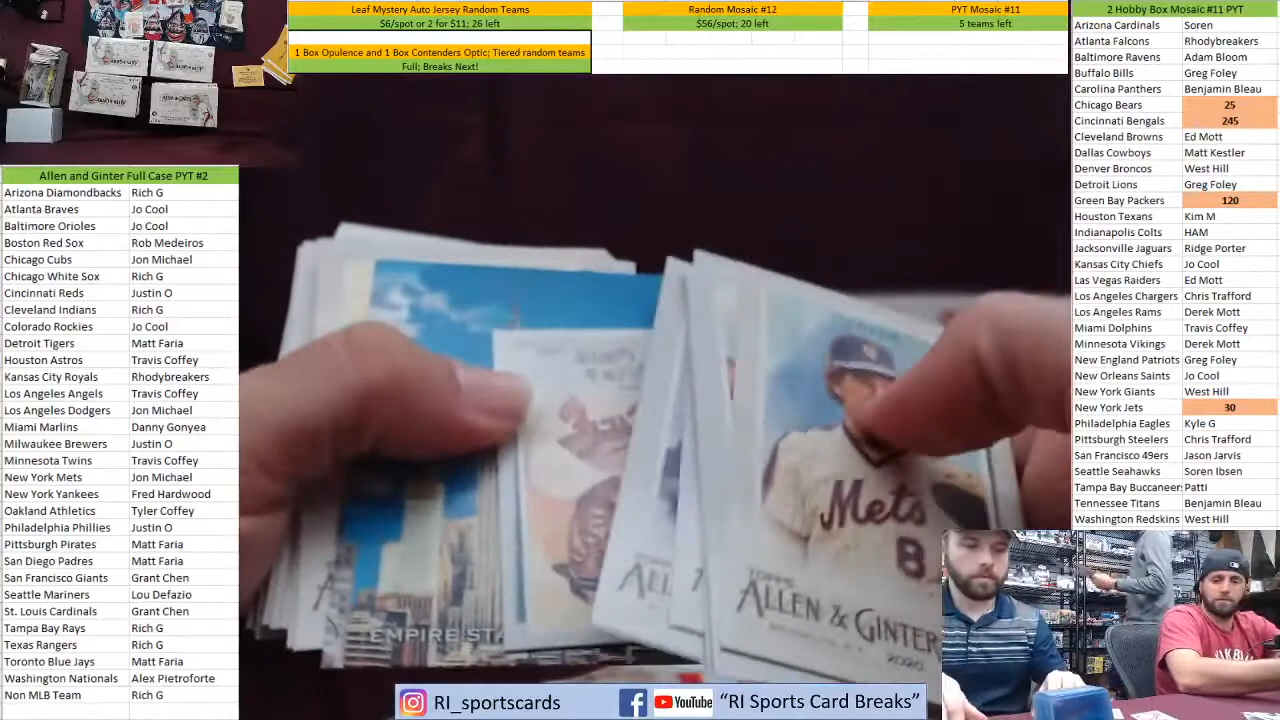 Leaf Mystery Auto Jersey Random Teams
$6/spot or 2 for $11; 26 left
1 Box Opulence and 1 Box Contenders Optic; Tiered random teams
Full; Breaks Next!
Random Mosaic #12
$56/spot; 20 left
PYT Mosaic #11
5 teams left
2 Hobby Box Mosaic #11 PYT
Arizona Cardinals Soren
Atlanta Falcons Rhodybreakers
Baltimore Ravens Adam Bloom
Buffalo Bills Greg Foley
Carolina Panthers Benjamin Bleau
Chicago Bears 25
Cincinnati Bengals 245
Cleveland Browns Ed Mott
Dallas Cowboys Matt Kestler
Denver Broncos West Hill
Detroit Lions Greg Foley
Green Bay Packers 120
Houston Texans Kim M
Indianapolis Colts HAM
Jacksonville Jaguars Ridge Porter
Kansas City Chiefs Jo Cool
Las Vegas Raiders Ed Mott
Los Angeles Chargers Chris Trafford
Los Angeles Rams Derek Mott
Miami Dolphins Travis Coffey
Minnesota Vikings Derek Mott
New England Patriots Greg Foley
New Orleans Saints Jo Cool
New York Giants West Hill
New York Jets 30
Philadelphia Eagles Kyle G
Pittsburgh Steelers Chris Trafford
San Francisco 49ers Jason Jarvis
Seattle Seahawks Soren Ibsen
Tampa Bay Buccaneer: Patti
Tennessee Titans Benjamin Bleau
Washington Redskins West Hill
Allen and Ginter Full Case PYT #2
Arizona Diamondbacks Rich G
Atlanta Braves Jo Cool
Baltimore Orioles Jo Cool
Boston Red Sox Rob Medeiros
Chicago Cubs Jon Michael
Chicago White Sox Rich G
Cincinnati Reds Justin O
Cleveland Indians Rich G
Colorado Rockies Jo Cool
Detroit Tigers Matt Faria
Houston Astros Travis Coffey
Kansas City Royals Rhodybreakers
Los Angeles Angels Travis Coffey
Los Angeles Dodgers Jon Michael
Miami Marlins Danny Gonyea
Milwaukee Brewers Justin O
Minnesota Twins Travis Coffey
New York Mets Jon Michael
New York Yankees Fred Hardwood
Oakland Athletics Tyler Coffey
Philadelphia Phillies Justin O
Pittsburgh Pirates Matt Faria
San Diego Padres Matt Faria
San Francisco Giants Grant Chen
Seattle Mariners Lou Defazio
St. Louis Cardinals Grant Chen
Tampa Bay Rays Rich G
Texas Rangers Rich G
Toronto Blue Jays Matt Faria
Washington Nationals Alex Pietroforte
Non MLB Team Rich G
Mets
8
TOPPS
ALLEN & GINTER
2020
EMPIRE ST
RI_sportscards
YouTube
"RI Sports Card Breaks"